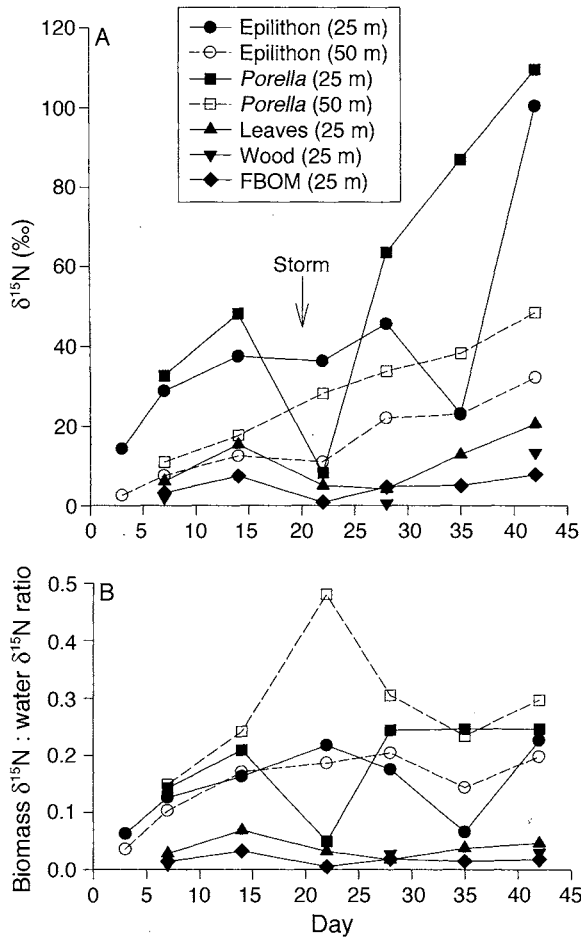 A
Epilithon (25 m)
Epilithon (50 m)
Porella (25 m)
Porella (50 m)
Leaves (25 m)
Wood (25 m)
FBOM (25 m)
Storm
δ15N (‰)
120
100
80
60
40
20
0
0 5 10 15 20 25 30 35 40 45
B
Biomass δ15N : water δ15N ratio
0.5
0.4
0.3
0.2
0.1
0.0
0 5 10 15 20 25 30 35 40 45
Day